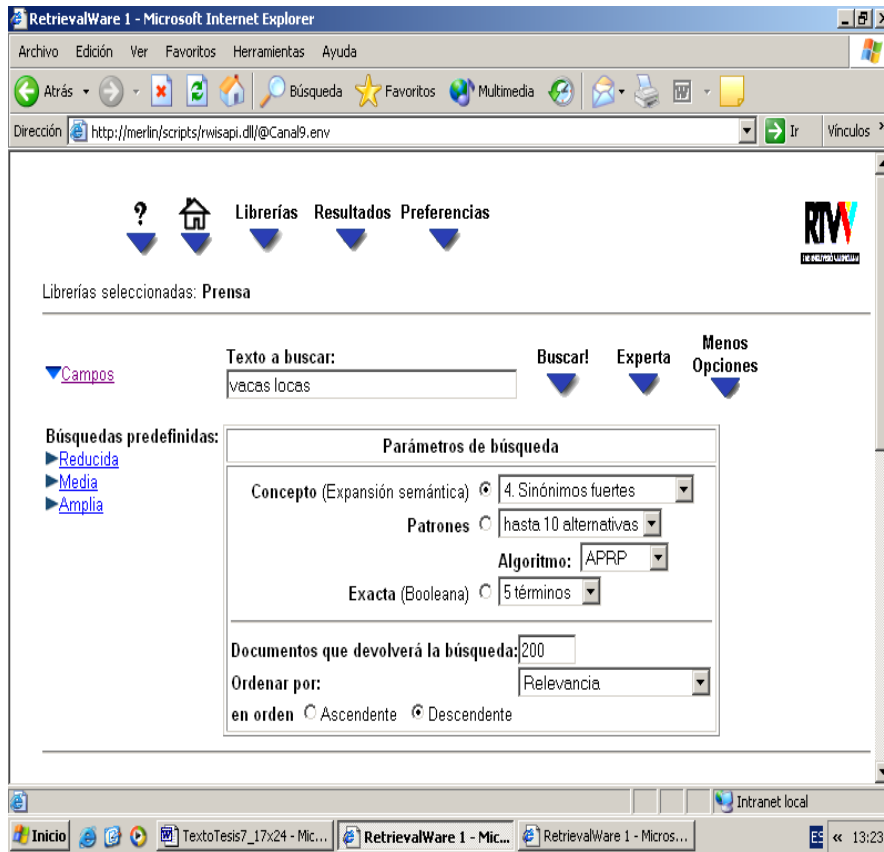 RetrievalWare 1 - Microsoft Internet Explorer
Archivo Edición Ver Favoritos Herramientas Ayuda
Atrás Búsqueda Favoritos Multimedia
Dirección http://merlin/scripts/rwisapi.dll/@Canal9.env Ir Vínculos
? Librerías Resultados Preferencias
RTVV
Librerías seleccionadas: Prensa
Campos
Texto a buscar:
vacas locas
Buscar! Experta Menos Opciones
Búsquedas predefinidas:
Reducida
Media
Amplia
Parámetros de búsqueda
Concepto (Expansión semántica) 4. Sinónimos fuertes
Patrones hasta 10 alternativas
Algoritmo: APRP
Exacta (Booleana) 5 términos
Documentos que devolverá la búsqueda: 200
Ordenar por: Relevancia
en orden Ascendente Descendente
Intranet local
Inicio TextoTesis7_17x24 - Mic... RetrievalWare 1 - Mic... RetrievalWare 1 - Micros... ES « 13:23